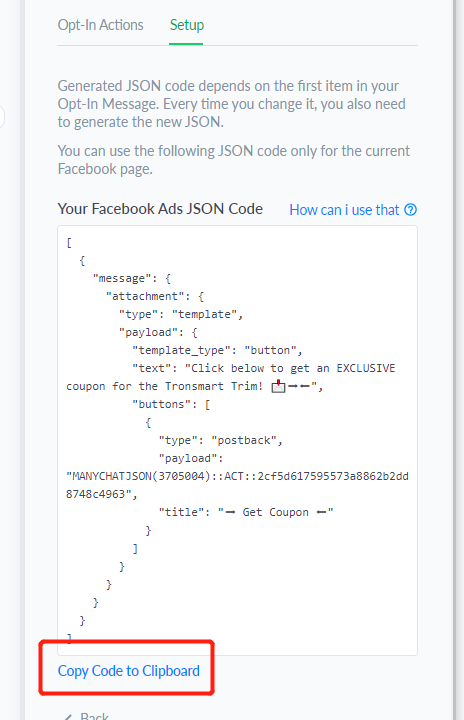 Opt-In Actions Setup
Generated JSON code depends on the first item in your
Opt-In Message. Every time you change it, you also need
to generate the new JSON.
You can use the following JSON code only for the current
Facebook page.
Your Facebook Ads JSON Code How can i use that ?
[
{
"message": {
"attachment": {
"type": "template",
"payload": {
"template_type": "button",
"text": "Click below to get an EXCLUSIVE
coupon for the Tronsmart Trim! 📩➞➞",
"buttons": [
{
"type": "postback",
"payload":
"MANYCHATJSON(3705004)::ACT::2cf5d617595573a8862b2dd
8748c4963",
"title": "→ Get Coupon ←"
}
]
}
}
}
}
]
Copy Code to Clipboard
Back